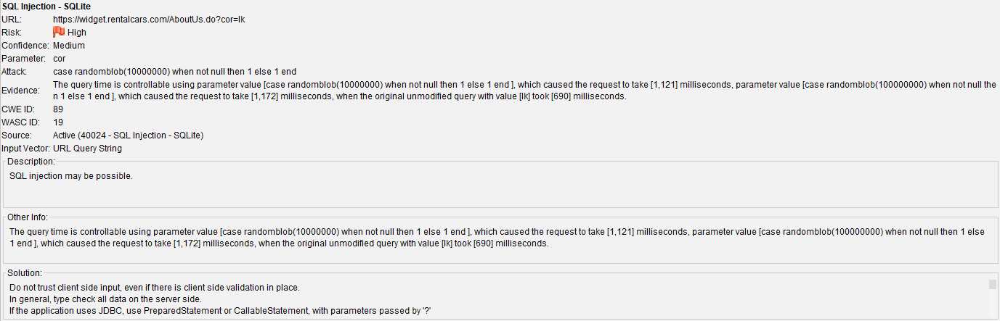 SQL Injection - SQLite
URL: https://widget.rentalcars.com/AboutUs.do?cor=lk
Risk: High
Confidence: Medium
Parameter: cor
Attack: case randomblob(10000000) when not null then 1 else 1 end
Evidence: The query time is controllable using parameter value [case randomblob(10000000) when not null then 1 else 1 end ], which caused the request to take [1,121] milliseconds, parameter value [case randomblob(100000000) when not null the
n 1 else 1 end ], which caused the request to take [1,172] milliseconds, when the original unmodified query with value [lk] took [690] milliseconds.
CWE ID: 89
WASC ID: 19
Source: Active (40024 - SQL Injection - SQLite)
Input Vector: URL Query String
Description:
SQL injection may be possible.
Other Info:
The query time is controllable using parameter value [case randomblob(10000000) when not null then 1 else 1 end ], which caused the request to take [1,121] milliseconds, parameter value [case randomblob(100000000) when not null then 1 else
1 end ], which caused the request to take [1,172] milliseconds, when the original unmodified query with value [lk] took [690] milliseconds.
Solution:
Do not trust client side input, even if there is client side validation in place.
In general, type check all data on the server side.
If the application uses JDBC, use PreparedStatement or CallableStatement, with parameters passed by '?'